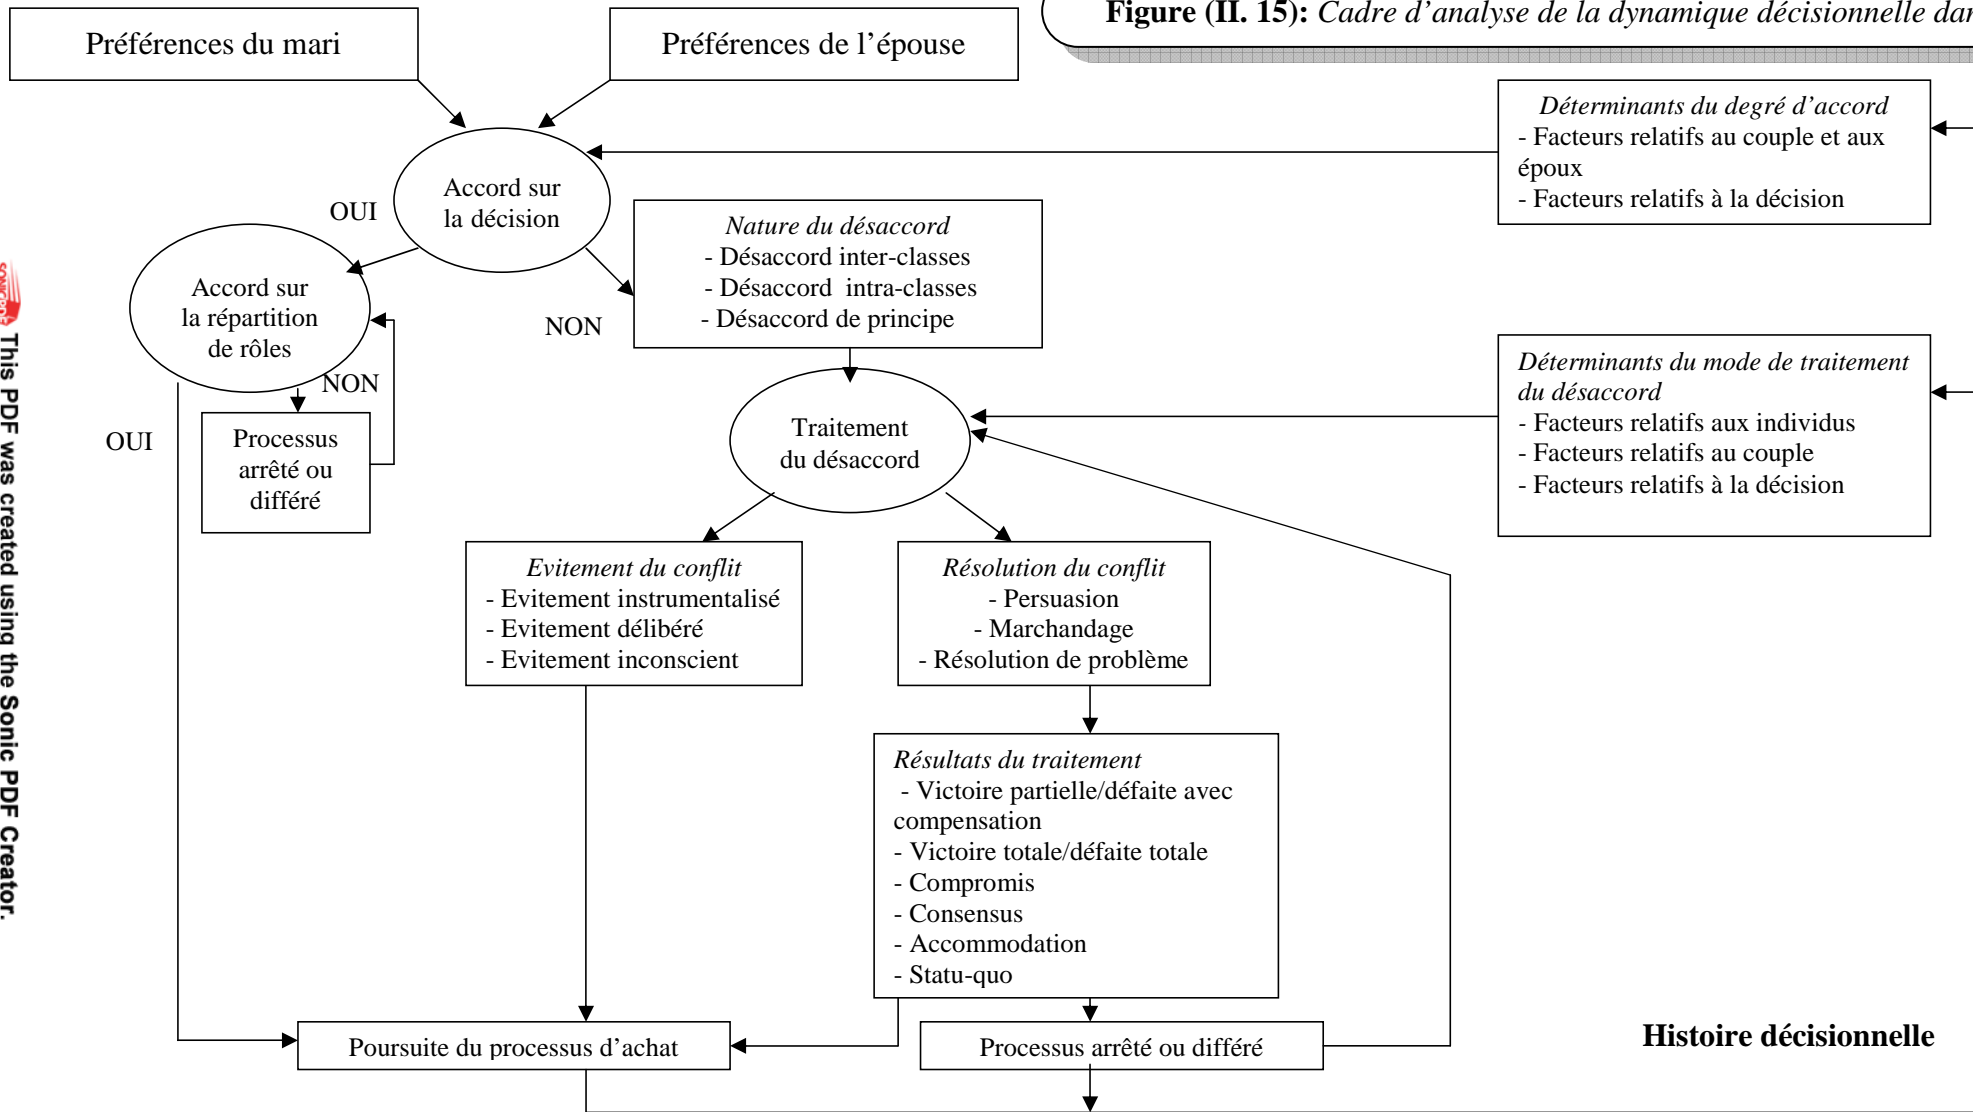 Figure (II. 15): Cadre d’analyse de la dynamique décisionnelle
Préférences du mari
Préférences de l’épouse
Déterminants du degré d’accord
- Facteurs relatifs au couple et aux
époux
- Facteurs relatifs à la décision
Accord sur
la décision
OUI
NON
Nature du désaccord
- Désaccord inter-classes
- Désaccord intra-classes
- Désaccord de principe
Accord sur
la répartition
de rôles
NON
OUI
Processus
arrêté ou
différé
Déterminants du mode de traitement
du désaccord
- Facteurs relatifs aux individus
- Facteurs relatifs au couple
- Facteurs relatifs à la décision
Traitement
du désaccord
Evitement du conflit
- Evitement instrumentalisé
- Evitement délibéré
- Evitement inconscient
Résolution du conflit
- Persuasion
- Marchandage
- Résolution de problème
Résultats du traitement
- Victoire partielle/défaite avec
compensation
- Victoire totale/défaite totale
- Compromis
- Consensus
- Accommodation
- Statu-quo
Poursuite du processus d’achat
Processus arrêté ou différé
Histoire décisionnelle
SONICPDF
This PDF was created using the Sonic PDF Creator.